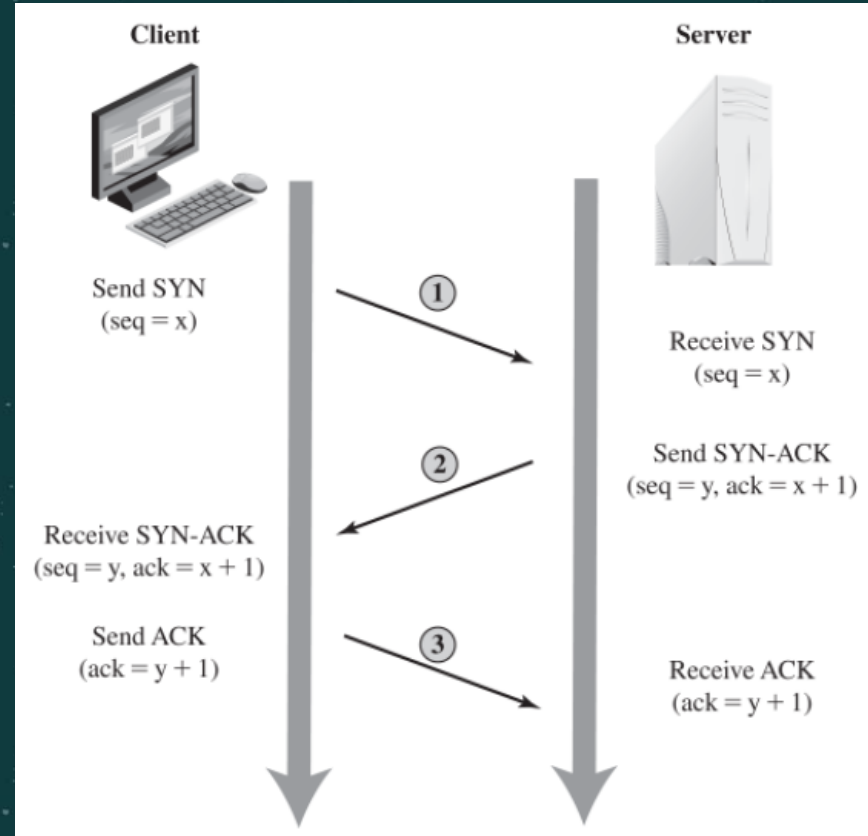 Client
Server
Send SYN
(seq = x)
1
Receive SYN
(seq = x)
2
Send SYN-ACK
(seq = y, ack = x + 1)
Receive SYN-ACK
(seq = y, ack = x + 1)
Send ACK
(ack = y + 1)
3
Receive ACK
(ack = y + 1)